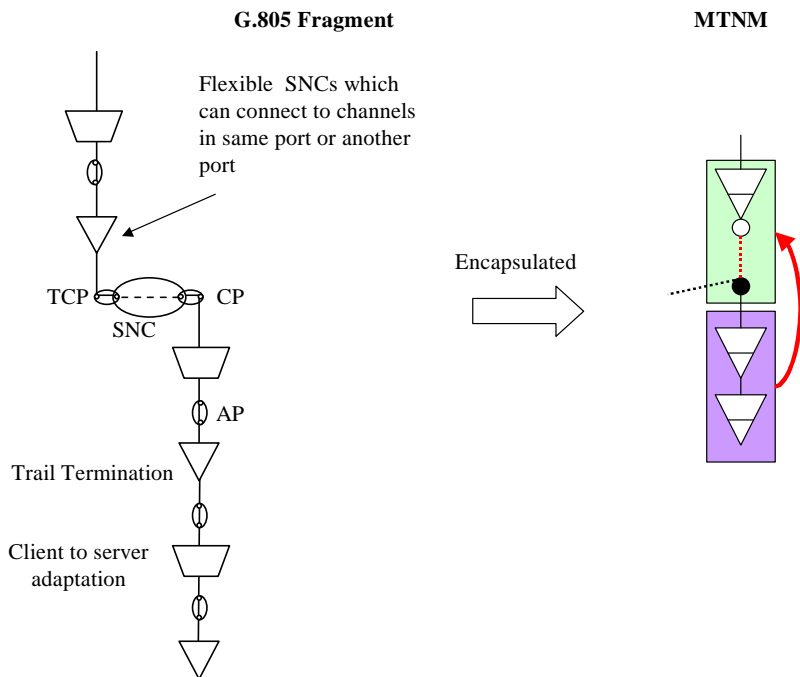 G.805 Fragment
MTNM
Flexible SNCs which
can connect to channels
in same port or another
port
Encapsulated
TCP
CP
SNC
AP
Trail Termination
Client to server
adaptation